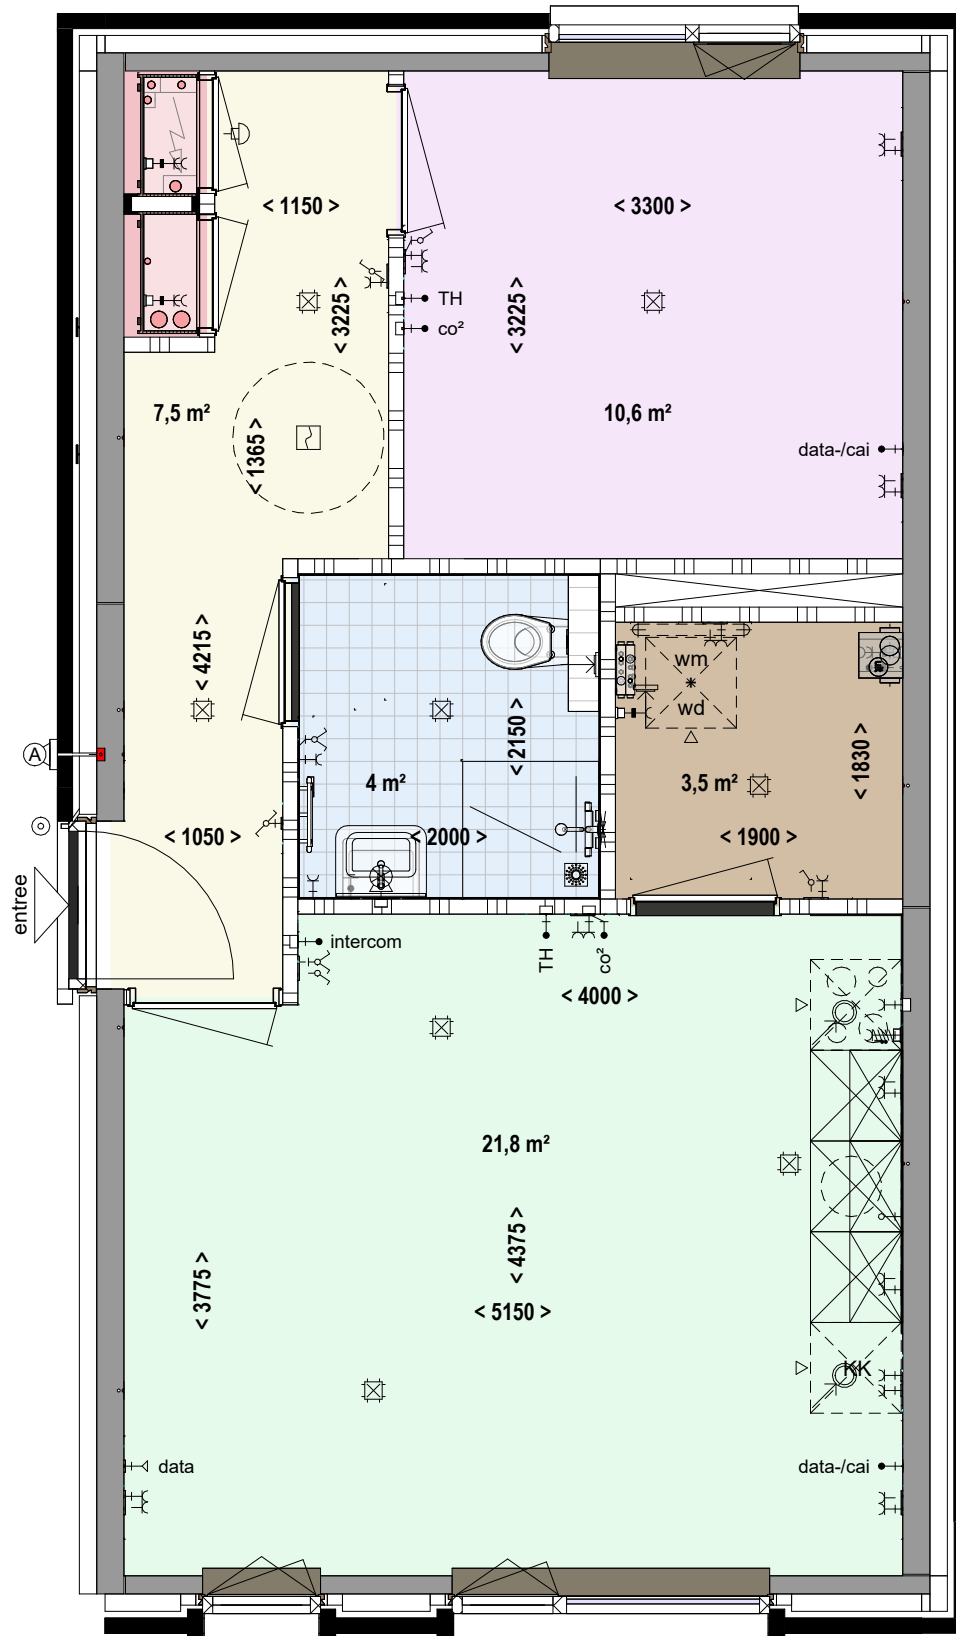 < 1150 >
< 3300 >
TH
< 3225 >
< 3225 >
co²
7,5 m²
10,6 m²
< 1365 >
data-/cai
< 4215 >
wm
wd
< 2150 >
A
< 1830 >
4 m²
3,5 m²
< 1050 >
< 2000 >
< 1900 >
entree
intercom
TH
co²
< 4000 >
21,8 m²
< 4375 >
< 3775 >
< 5150 >
KK
data
data-/cai